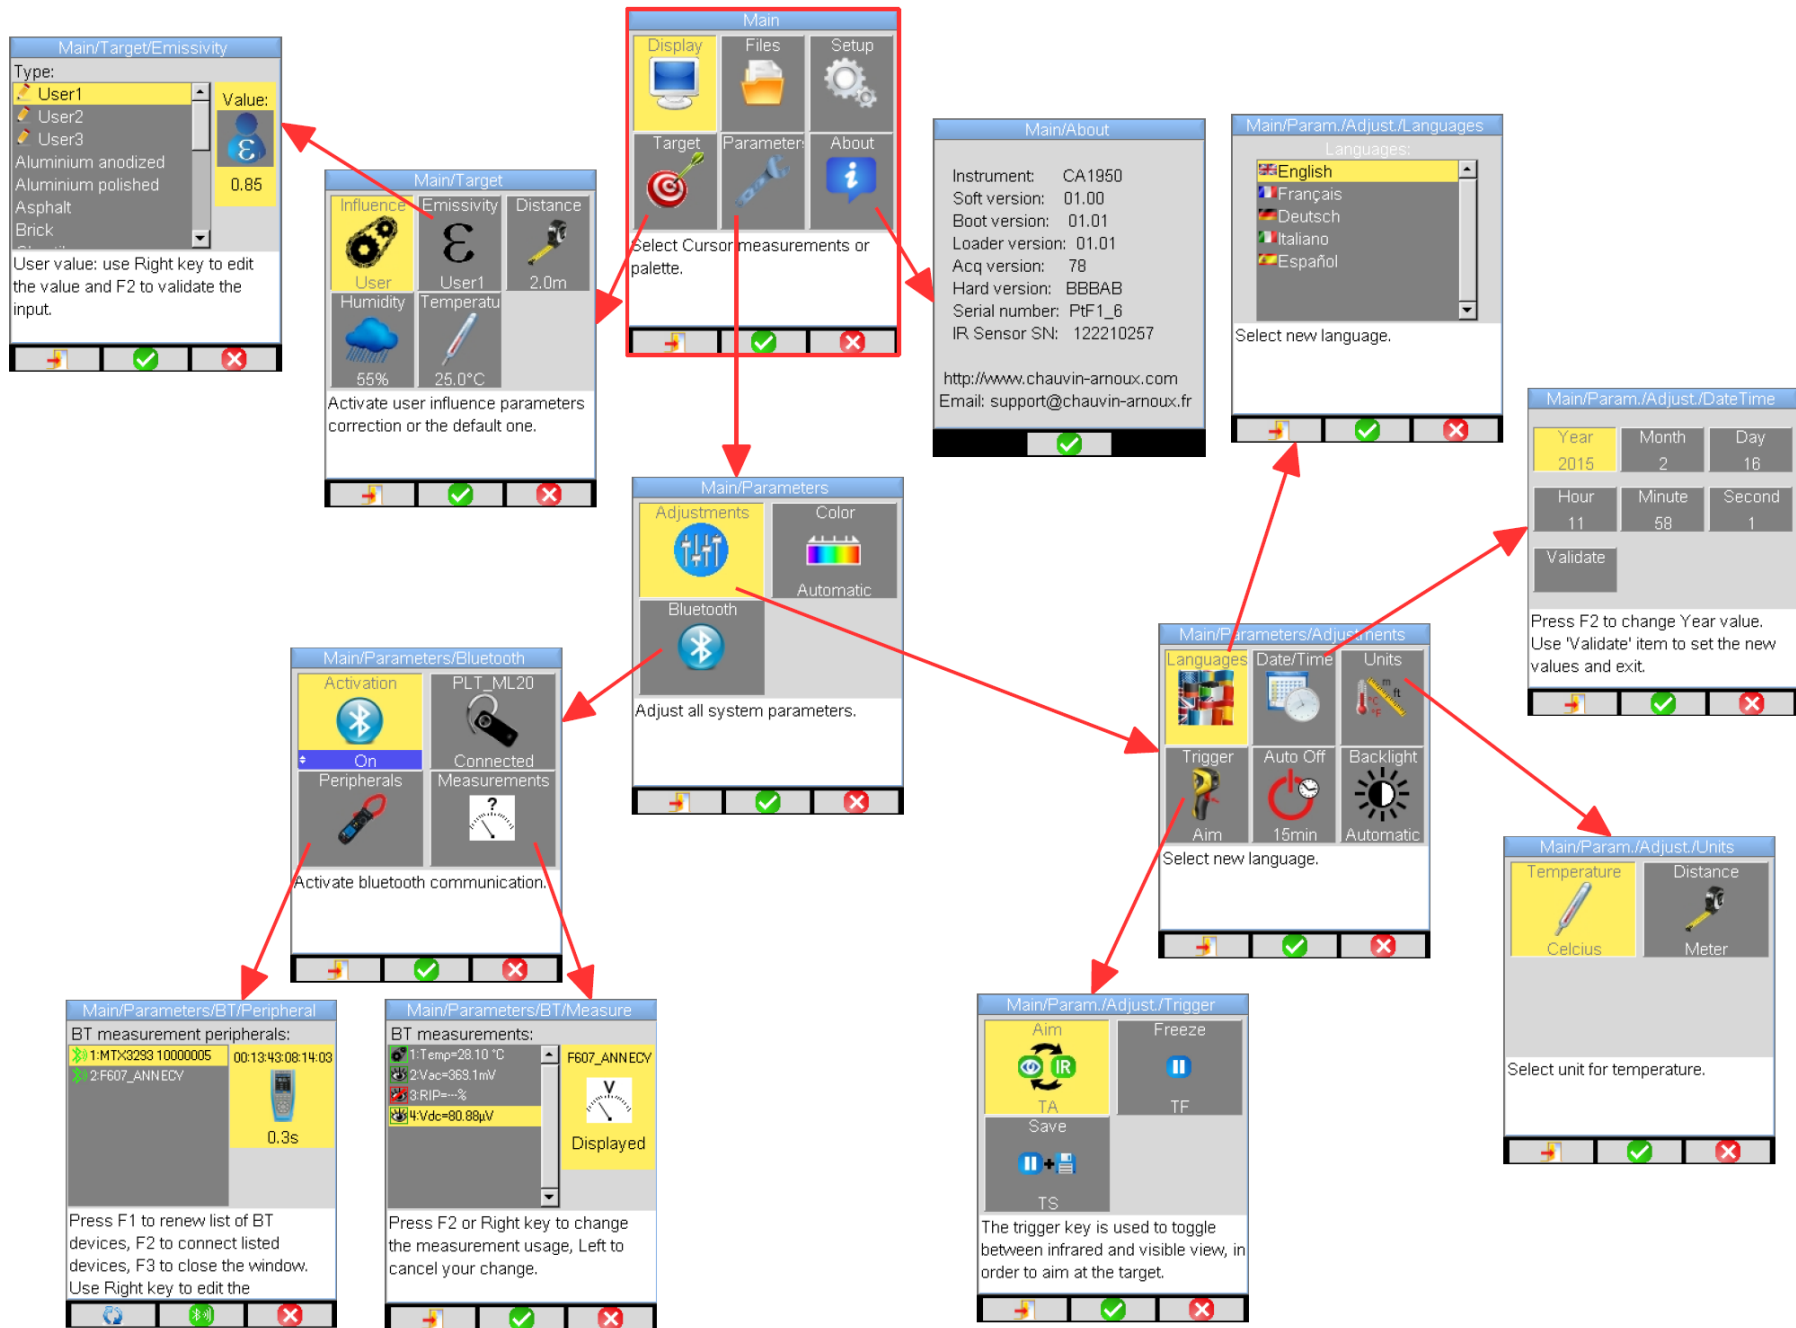 Main/Target/Emissivity
Type:
User1
User2
User3
Aluminium anodized
Aluminium polished
Asphalt
Brick
Value:
ε
0.85
User value: use Right key to edit
the value and F2 to validate the
input.
Main/Target
Influence Emissivity Distance
ε
User User1 2.0m
Humidity Temperatu
55% 25.0°C
Activate user influence parameters
correction or the default one.
Main
Display Files Setup
Target Parameter About
Select Cursor measurements or
palette.
Main/About
Instrument: CA1950
Soft version: 01.00
Boot version: 01.01
Loader version: 01.01
Acq version: 78
Hard version: BBBAB
Serial number: PtF1_6
IR Sensor SN: 122210257
http://www.chauvin-arnoux.com
Email: support@chauvin-arnoux.fr
Main/Param./Adjust./Languages
Languages:
English
Français
Deutsch
Italiano
Español
Select new language.
Main/Param./Adjust./DateTime
Year Month Day
2015 2 16
Hour Minute Second
11 58 1
Validate
Press F2 to change Year value.
Use 'Validate' item to set the new
values and exit.
Main/Parameters
Adjustments Color
Automatic
Bluetooth
Adjust all system parameters.
Main/Parameters/Bluetooth
Activation PLT_ML20
On Connected
Peripherals Measurements
?
Activate bluetooth communication.
Main/Parameters/Adjustments
Languages Date/Time Units
m
ft
°C
°F
Trigger Auto Off Backlight
Aim 15min Automatic
Select new language.
Main/Param./Adjust./Units
Temperature Distance
Celcius Meter
Select unit for temperature.
Main/Parameters/BT/Peripheral
BT measurement peripherals:
1:MTX3293 10000005 00:13:43:08:14:03
2:F607_ANNECY
0.3s
Press F1 to renew list of BT
devices, F2 to connect listed
devices, F3 to close the window.
Use Right key to edit the
Main/Parameters/BT/Measure
BT measurements:
1:Temp=28.10 °C
2:Vac=369.1mV
3:RIP=---%
4:Vdc=80.88µV
F607_ANNECY
V
Displayed
Press F2 or Right key to change
the measurement usage, Left to
cancel your change.
Main/Param./Adjust./Trigger
Aim Freeze
IR
TA TF
Save
TS
The trigger key is used to toggle
between infrared and visible view, in
order to aim at the target.